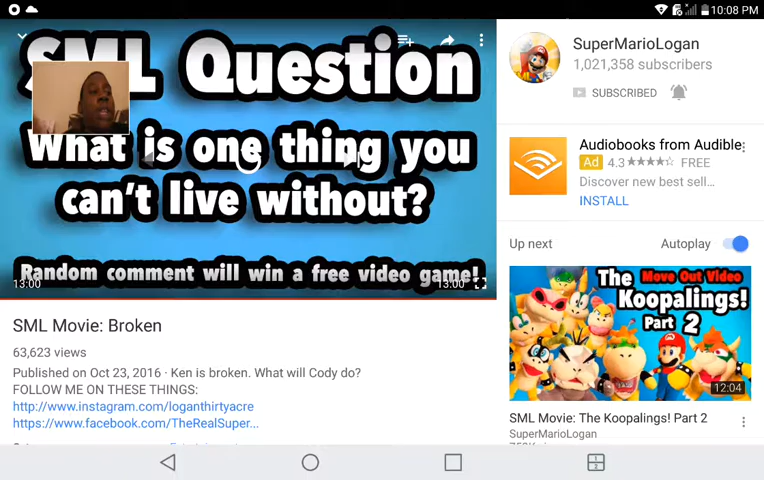 10:08 PM
SML Question
What is one thing you
can't live without?
Random comment will win a free video game!
13:00
13:00
SML Movie: Broken
63,623 views
Published on Oct 23, 2016 · Ken is broken. What will Cody do?
FOLLOW ME ON THESE THINGS:
http://www.instagram.com/loganthirtyacre
https://www.facebook.com/TheRealSuper...
SuperMarioLogan
1,021,358 subscribers
SUBSCRIBED
Audiobooks from Audible
Ad 4.3 FREE
Discover new best sell...
INSTALL
Up next Autoplay
The Move Out Video
Koopalings!
Part 2
12:04
SML Movie: The Koopalings! Part 2
SuperMarioLogan